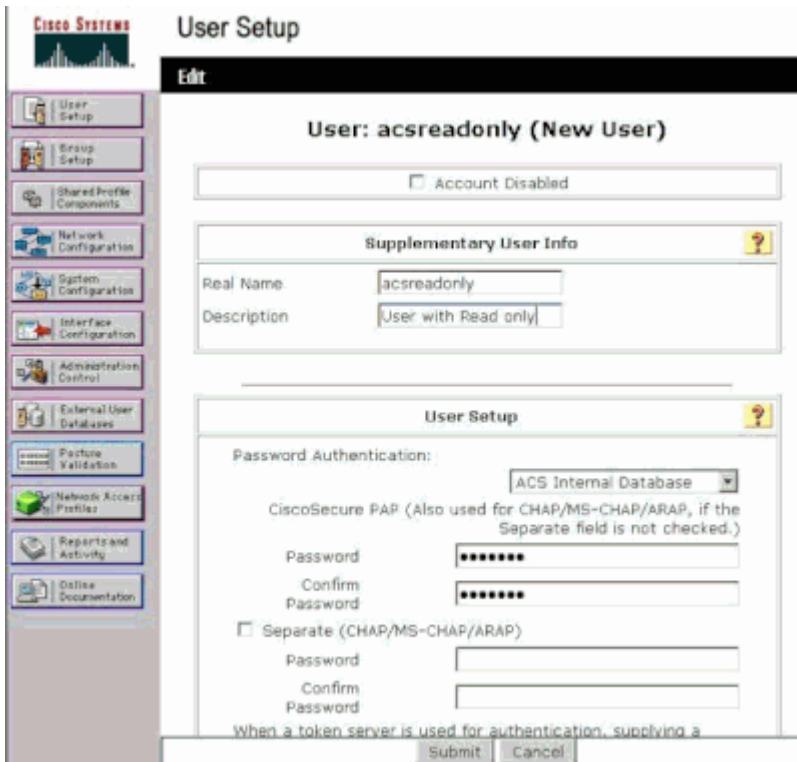 CISCO SYSTEMS
User Setup
Edit
User
Setup
Group
Setup
Shared Profile
Components
Network
Configuration
System
Configuration
Interface
Configuration
Administration
Control
External User
Databases
Posture
Validation
Network Access
Profiles
Reports and
Activity
Online
Documentation
User: acsreadonly (New User)
Account Disabled
Supplementary User Info
?
Real Name acsreadonly
Description User with Read only
User Setup
?
Password Authentication:
ACS Internal Database
CiscoSecure PAP (Also used for CHAP/MS-CHAP/ARAP, if the
Separate field is not checked.)
Password •••••••
Confirm
Password •••••••
Separate (CHAP/MS-CHAP/ARAP)
Password
Confirm
Password
When a token server is used for authentication, supplying a
Submit Cancel